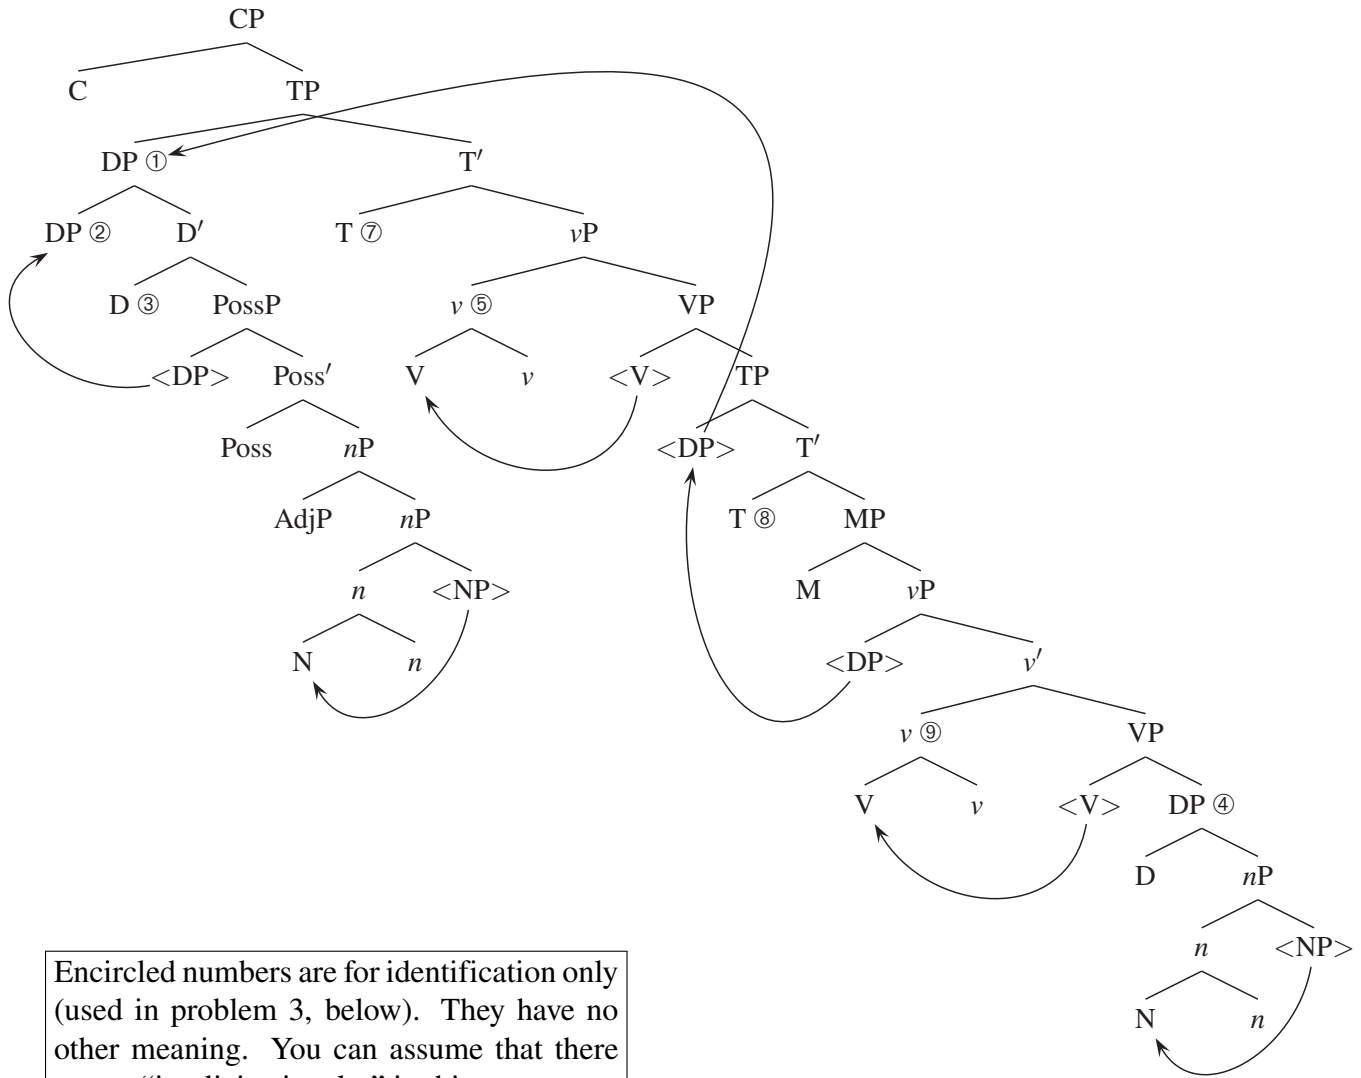 CP
C TP
DP ① T′
DP ② D′ T ⑦ vP
D ③ PossP v ⑤ VP
<DP> Poss′ V v <V> TP
Poss nP <DP> T′
AdjP nP T ⑧ MP
n <NP> M vP
N n <DP> v′
v ⑨ VP
V v <V> DP ④
D nP
n <NP>
N n
Encircled numbers are for identification only
(used in problem 3, below). They have no
other meaning. You can assume that there